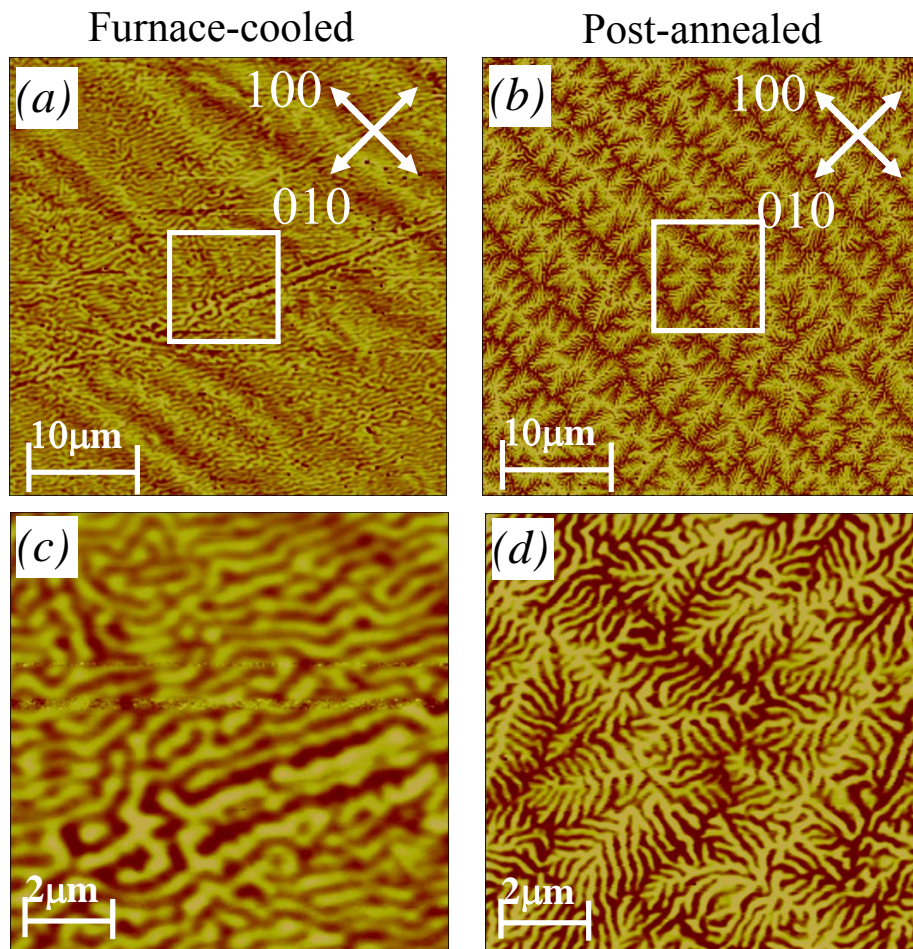 Furnace-cooled
Post-annealed
(a)
100
010
10μm
(b)
100
010
10μm
(c)
2μm
(d)
2μm